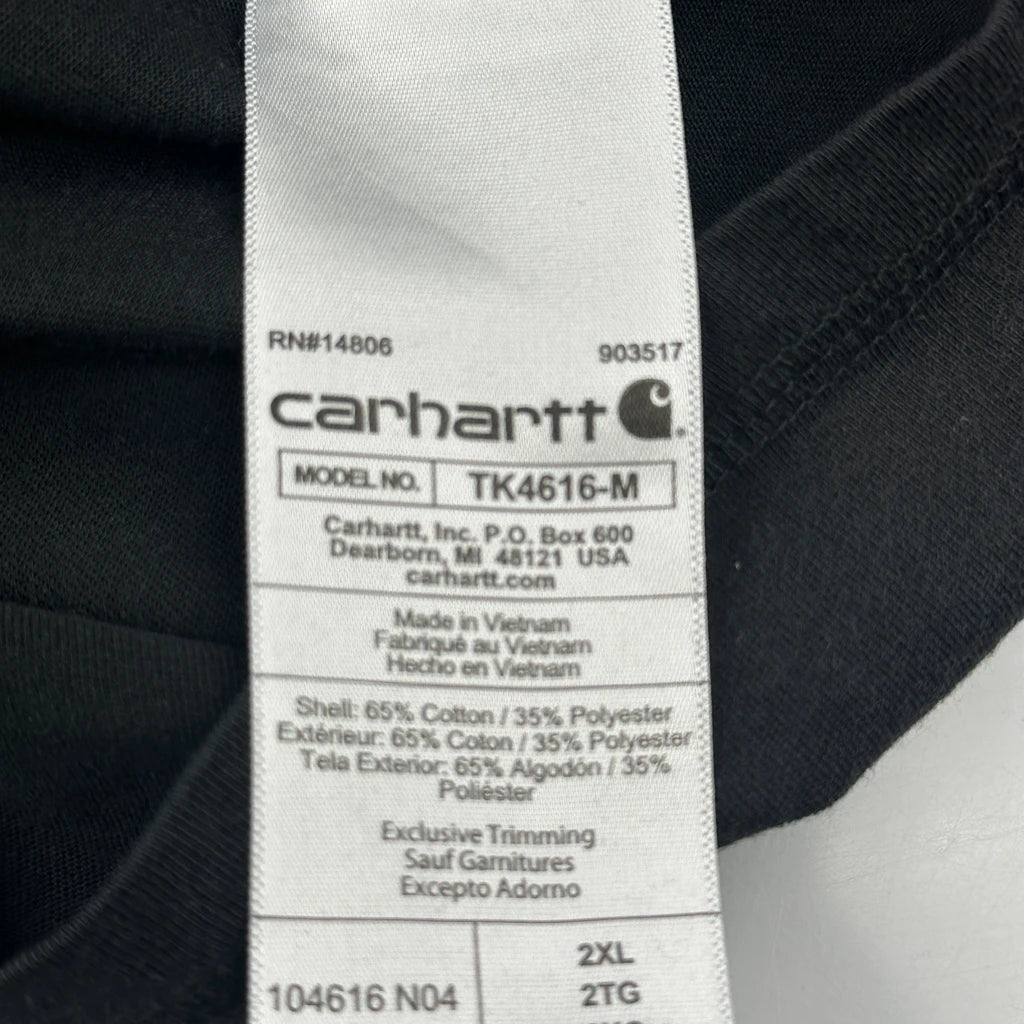 RN#14806 903517
carhartt
MODEL NO. TK4616-M
Carhartt, Inc. P.O. Box 600
Dearborn, MI 48121 USA
carhartt.com
Made in Vietnam
Fabriqué au Vietnam
Hecho en Vietnam
Shell: 65% Cotton / 35% Polyester
Extérieur: 65% Coton / 35% Polyester
Tela Exterior: 65% Algodón / 35%
Poliéster
Exclusive Trimming
Sauf Garnitures
Excepto Adorno
2XL
104616 N04 2TG